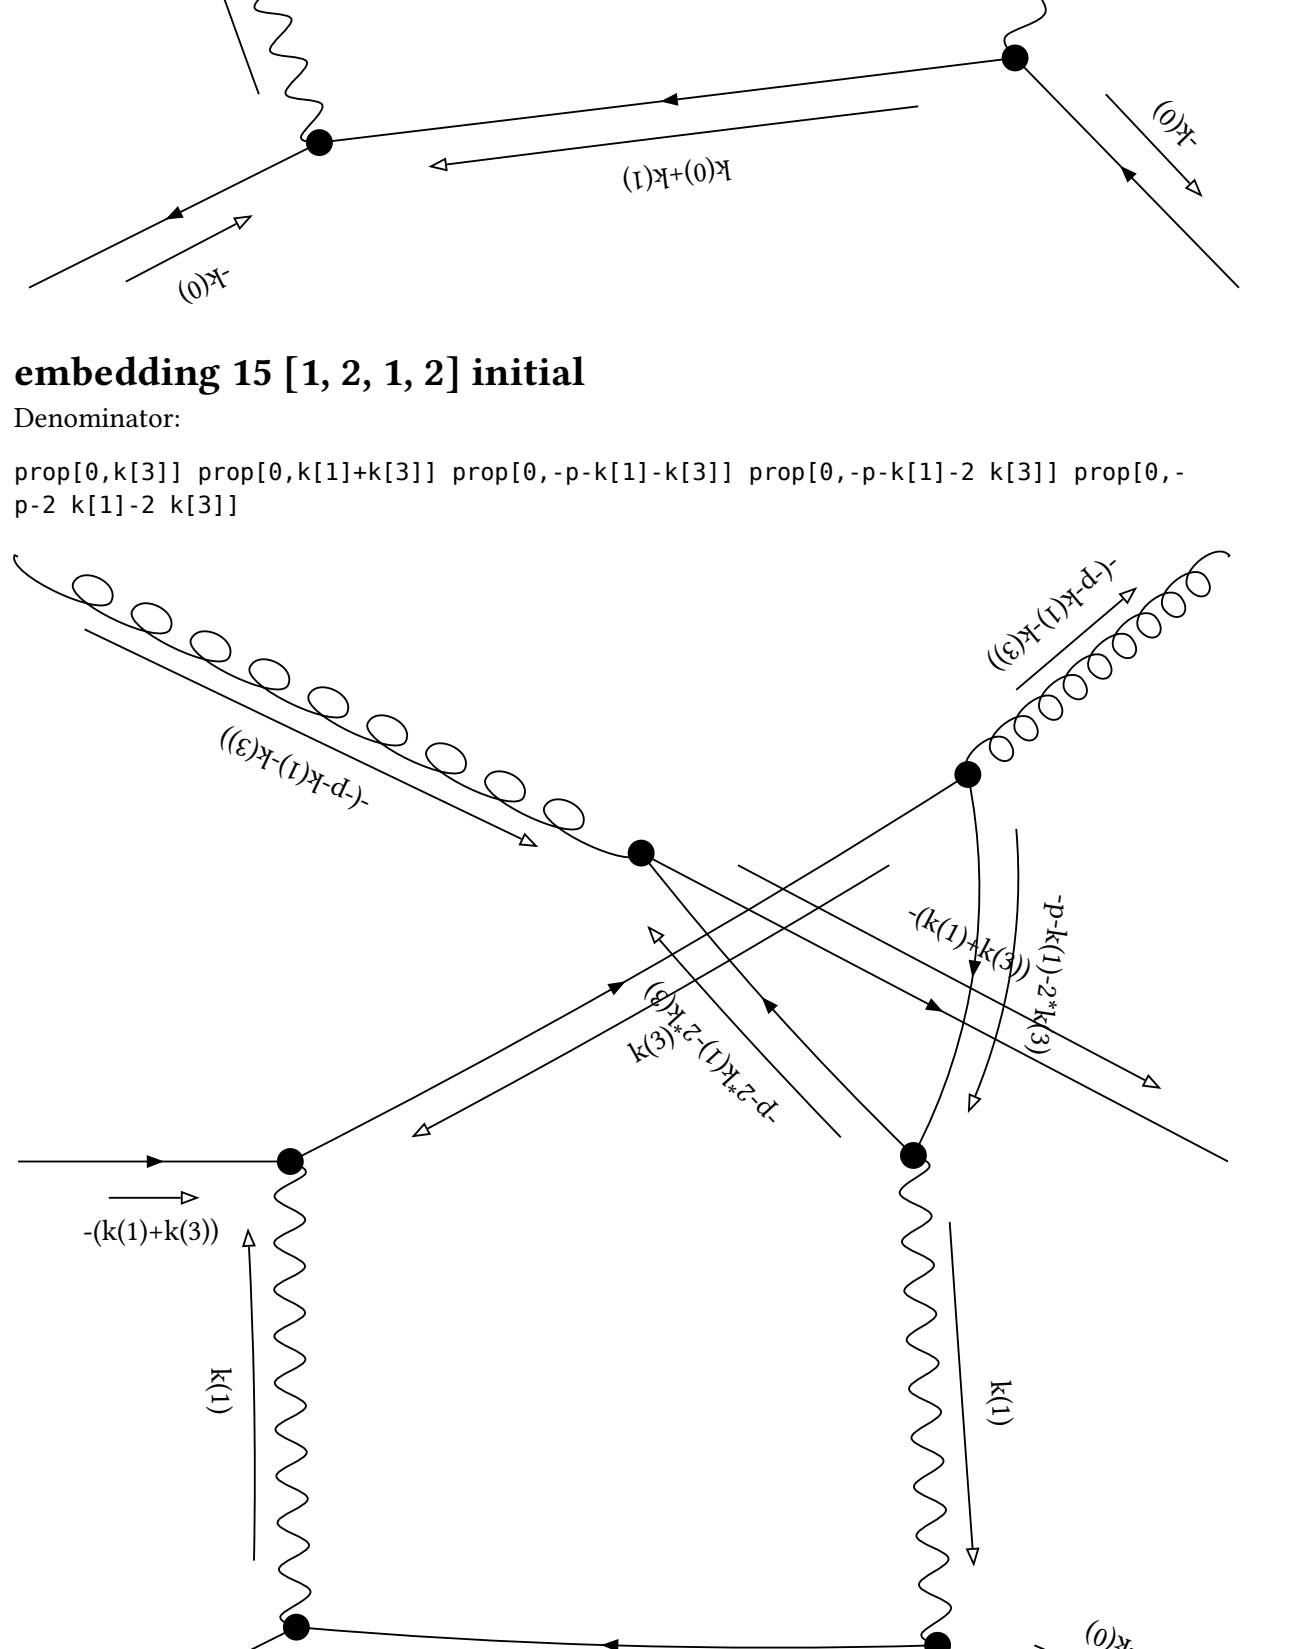 -k(0)
k(0)+k(1)
-k(0)
embedding 15 [1, 2, 1, 2] initial
Denominator:
prop[0,k[3]] prop[0,k[1]+k[3]] prop[0,-p-k[1]-k[3]] prop[0,-p-k[1]-2 k[3]] prop[0,-
p-2 k[1]-2 k[3]]
-(-p-k(1)-k(3))
-(-p-k(1)-k(3))
-(k(1)+k(3))
-p-k(1)-2*k(3)
k(3)
-p-2*k(1)-2*k(3)
-(k(1)+k(3))
k(1)
k(1)
-k(0)